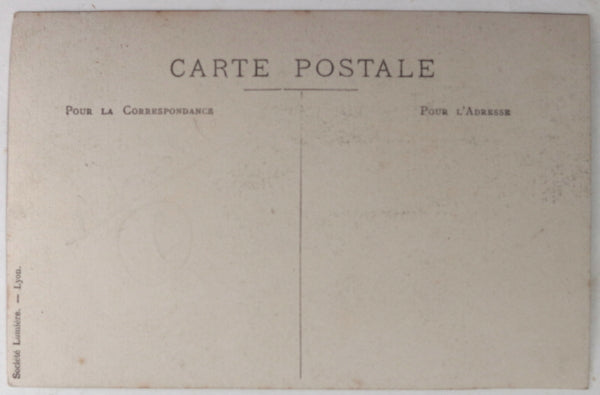 CARTE POSTALE
POUR LA CORRESPONDANCE
POUR L'ADRESSE
Société Lumière. — Lyon.